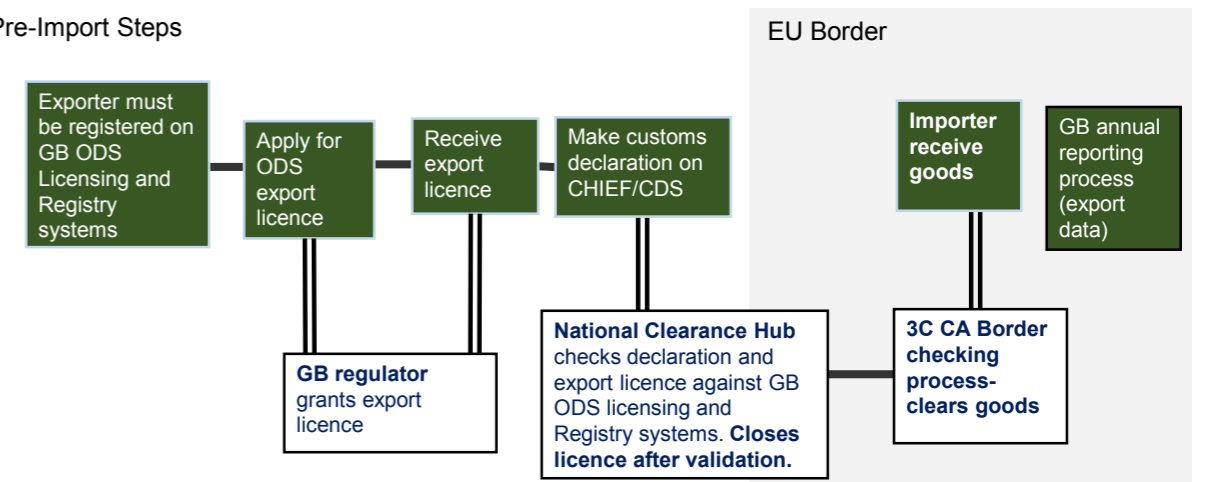 Pre-Import Steps
EU Border
Exporter must
be registered on
GB ODS
Licensing and
Registry
systems
Apply for
ODS
export
licence
Receive
export
licence
Make customs
declaration on
CHIEF/CDS
Importer
receive
goods
GB annual
reporting
process
(export
data)
GB regulator
grants export
licence
National Clearance Hub
checks declaration and
export licence against GB
ODS licensing and
Registry systems. Closes
licence after validation.
3C CA Border
checking
process-
clears goods